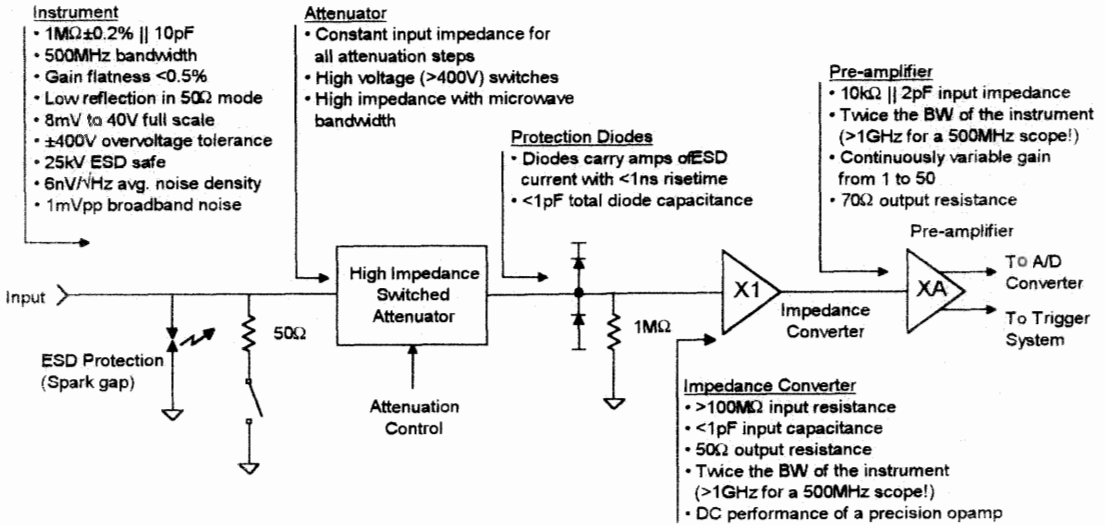 Instrument
• 1MΩ±0.2% || 10pF
• 500MHz bandwidth
• Gain flatness <0.5%
• Low reflection in 50Ω mode
• 8mV to 40V full scale
• ±400V overvoltage tolerance
• 25kV ESD safe
• 6nV/√Hz avg. noise density
• 1mVpp broadband noise
Attenuator
• Constant input impedance for
all attenuation steps
• High voltage (>400V) switches
• High impedance with microwave
bandwidth
Protection Diodes
• Diodes carry amps of ESD
current with <1ns risetime
• <1pF total diode capacitance
Pre-amplifier
• 10kΩ || 2pF input impedance
• Twice the BW of the instrument
(>1GHz for a 500MHz scope!)
• Continuously variable gain
from 1 to 50
• 70Ω output resistance
Pre-amplifier
Input
ESD Protection
(Spark gap)
50Ω
High Impedance
Switched
Attenuator
Attenuation
Control
1MΩ
X1
Impedance
Converter
XA
To A/D
Converter
To Trigger
System
Impedance Converter
• >100MΩ input resistance
• <1pF input capacitance
• 50Ω output resistance
• Twice the BW of the instrument
(>1GHz for a 500MHz scope!)
• DC performance of a precision opamp